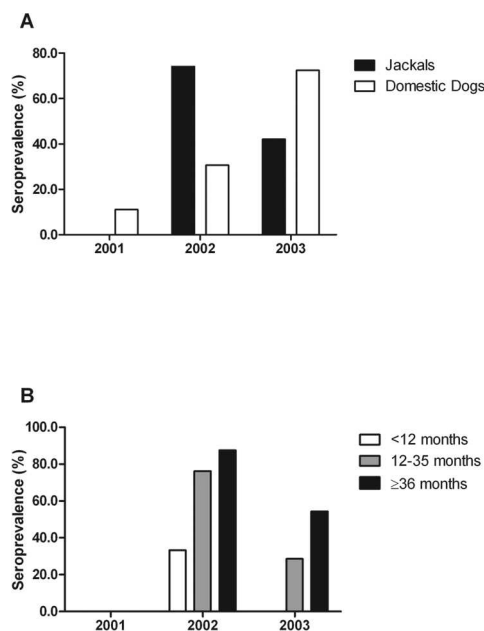 A
Seroprevalence (%)
80.0
60.0
40.0
20.0
0.0
2001 2002 2003
Jackals
Domestic Dogs
B
Seroprevalence (%)
100.0
80.0
60.0
40.0
20.0
0.0
2001 2002 2003
<12 months
12-35 months
≥36 months